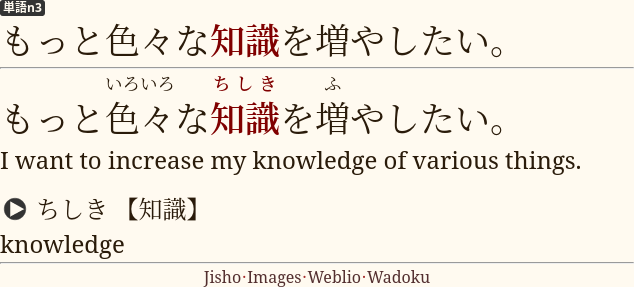 単語n3
もっと色々な知識を増やしたい。
いろいろ ちしき ふ
もっと色々な知識を増やしたい。
I want to increase my knowledge of various things.
ちしき 【知識】
knowledge
Jisho·Images·Weblio·Wadoku